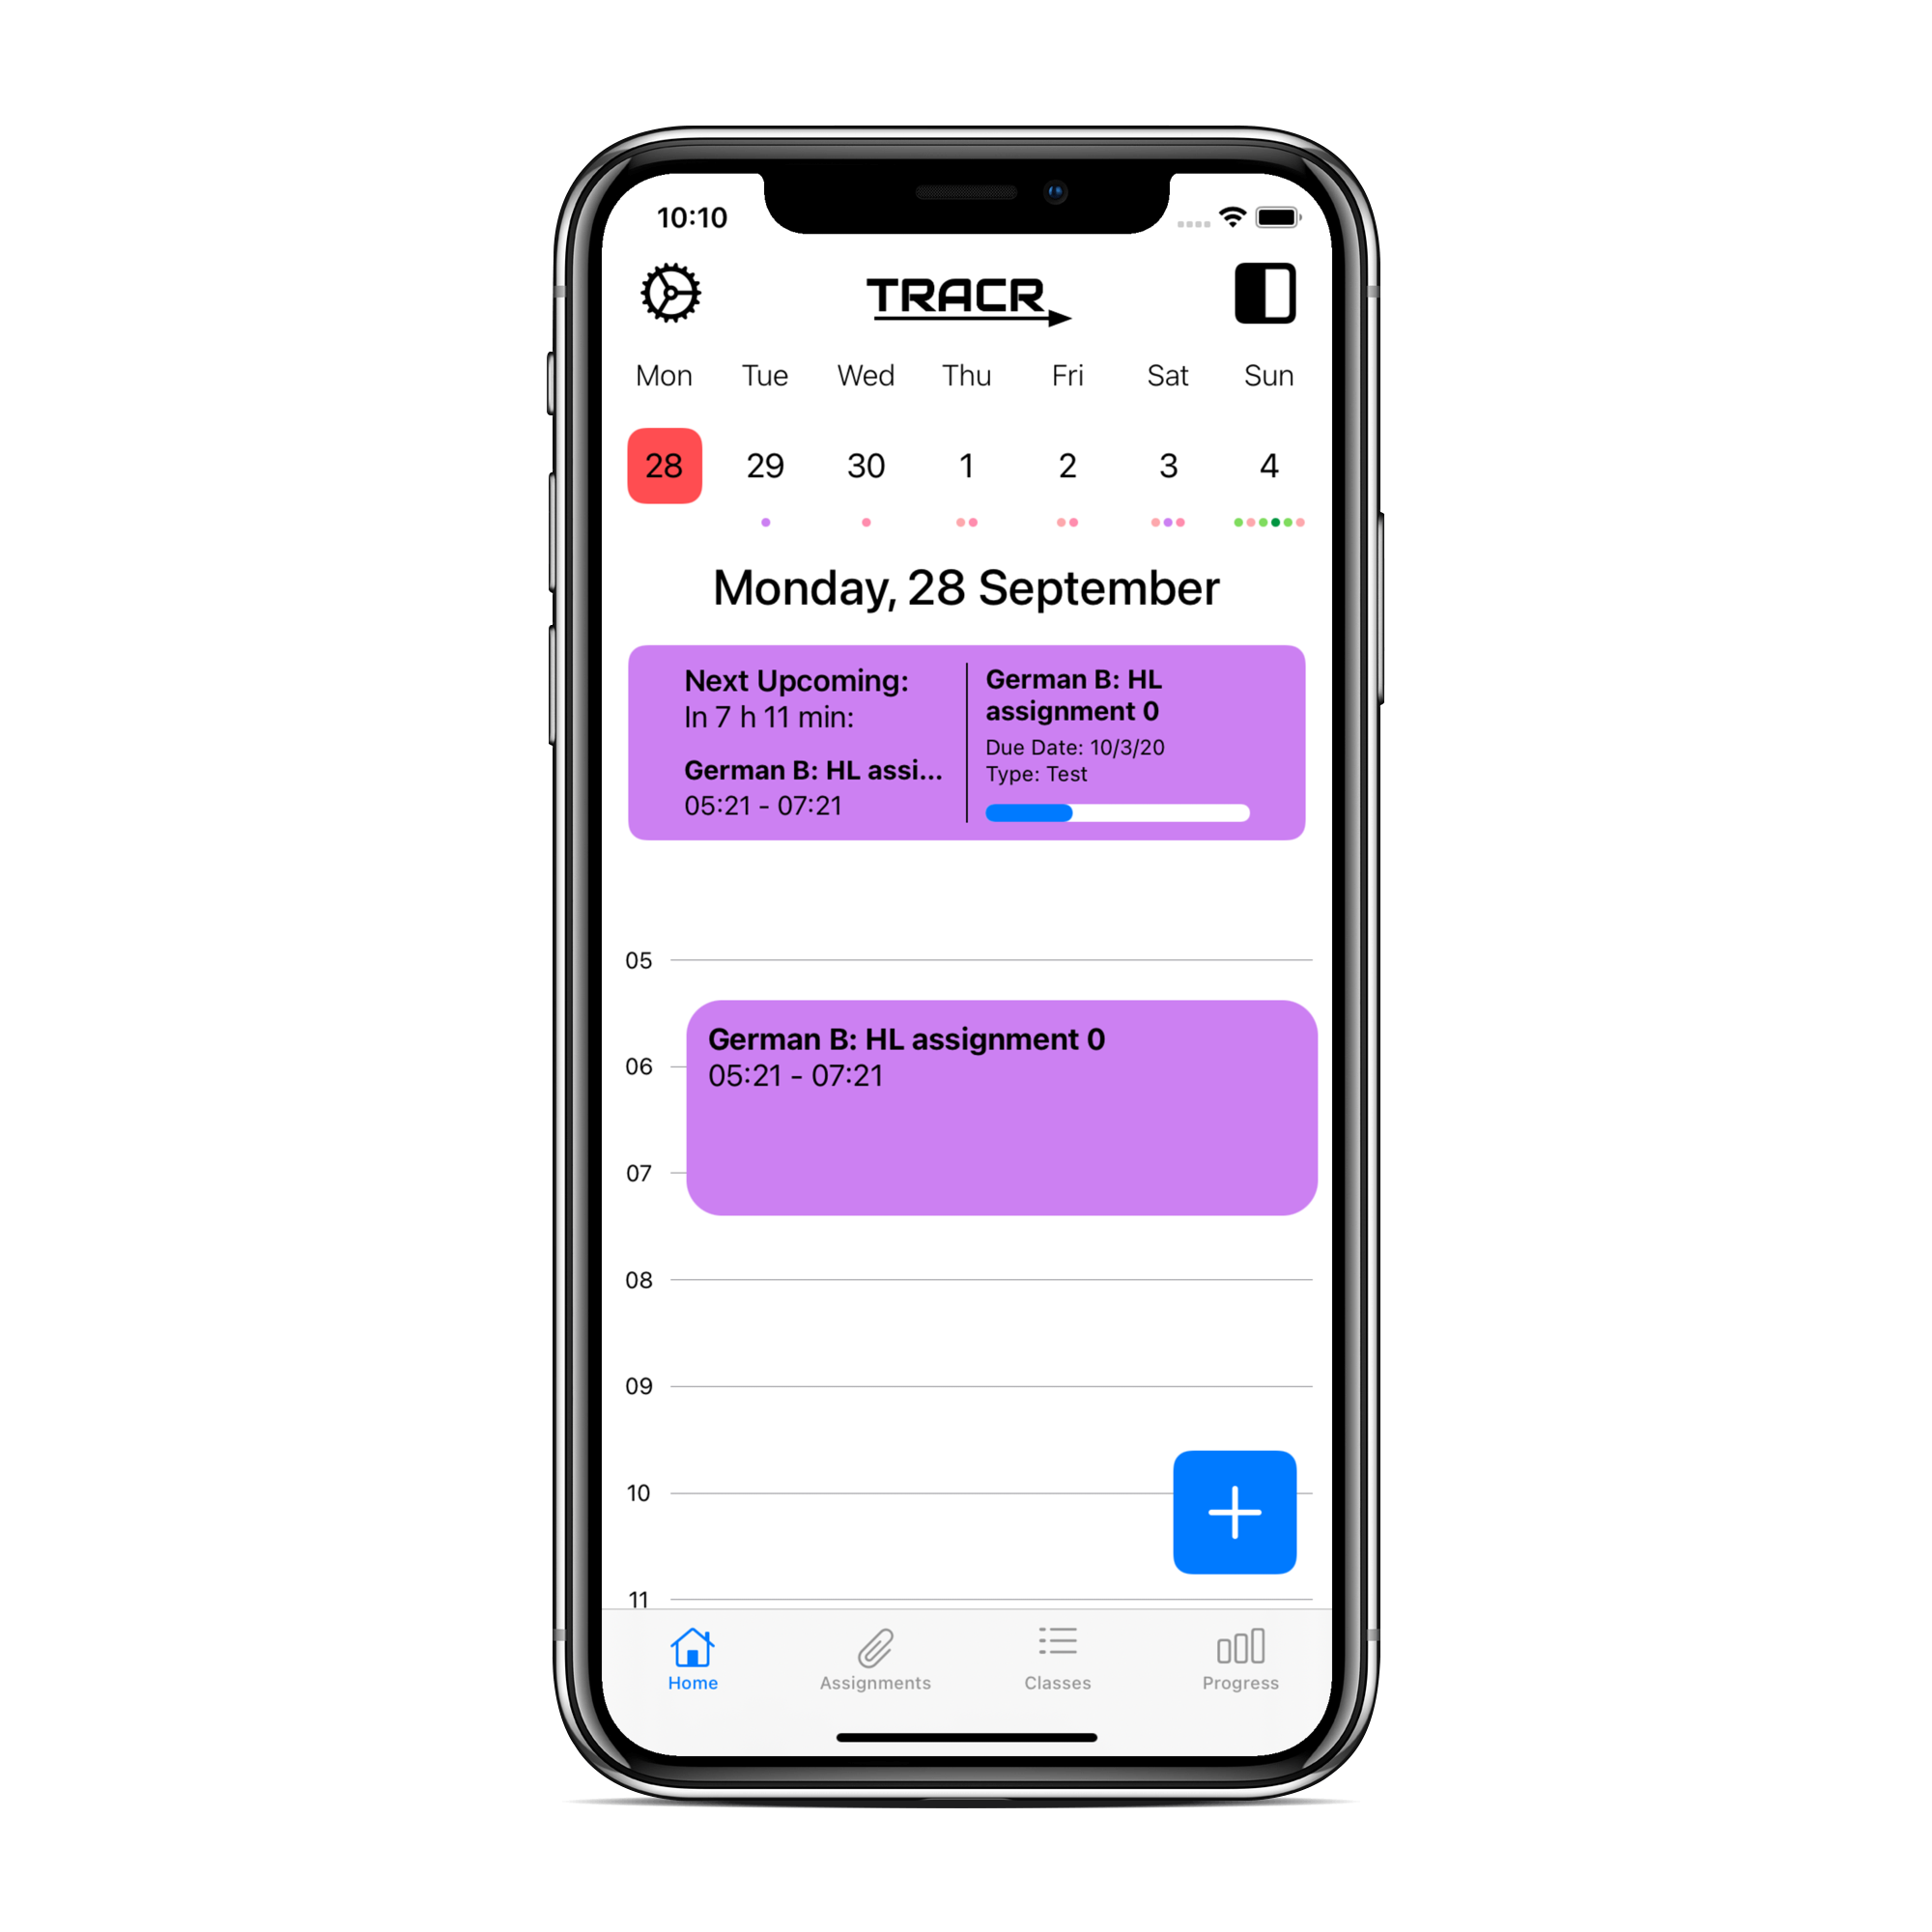 10:10
TRACR
Mon Tue Wed Thu Fri Sat Sun
28 29 30 1 2 3 4
Monday, 28 September
Next Upcoming:
In 7 h 11 min:
German B: HL assi...
05:21 - 07:21
German B: HL
assignment 0
Due Date: 10/3/20
Type: Test
05
German B: HL assignment 0
05:21 - 07:21
06
07
08
09
10
11
Home Assignments Classes Progress